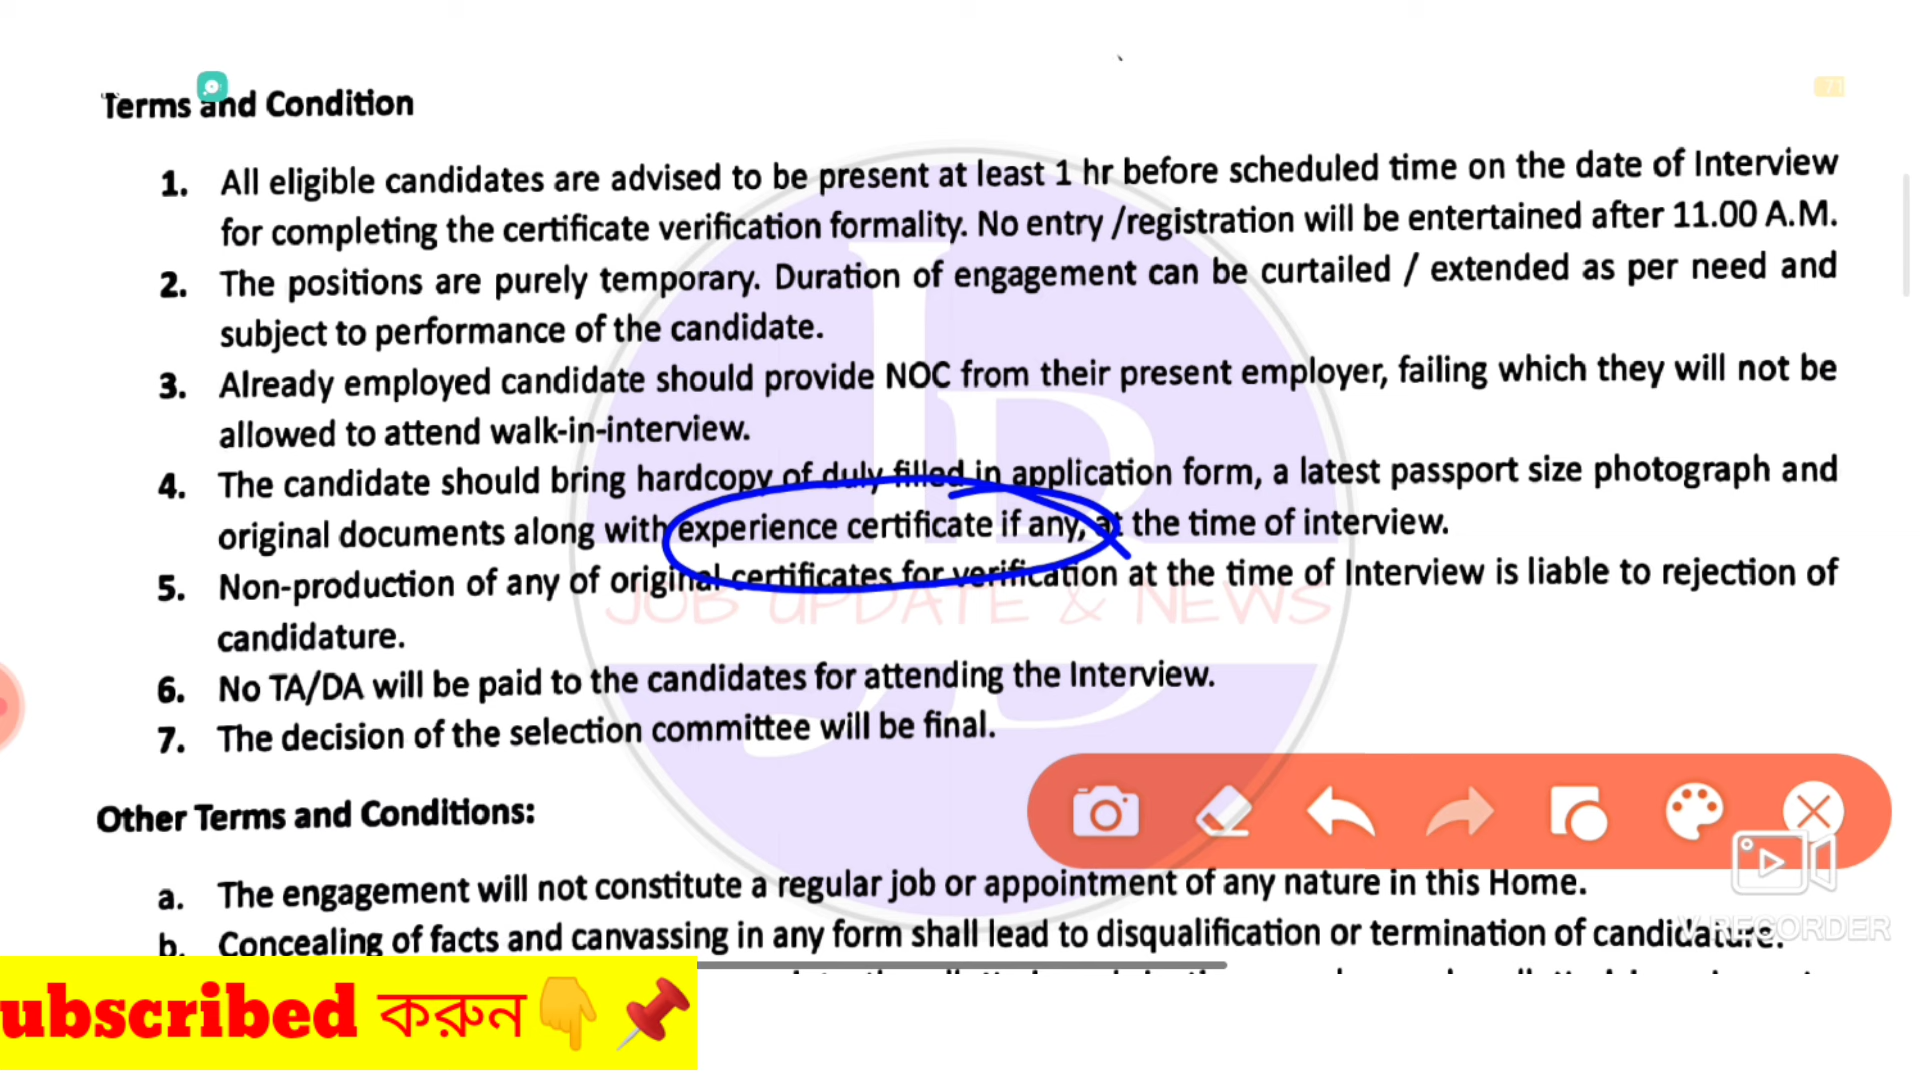 71
Terms and Condition
1. All eligible candidates are advised to be present at least 1 hr before scheduled time on the date of Interview
for completing the certificate verification formality. No entry /registration will be entertained after 11.00 A.M.
2. The positions are purely temporary. Duration of engagement can be curtailed / extended as per need and
subject to performance of the candidate.
3. Already employed candidate should provide NOC from their present employer, failing which they will not be
allowed to attend walk-in-interview.
4. The candidate should bring hardcopy of duly filled in application form, a latest passport size photograph and
original documents along with experience certificate if any, at the time of interview.
5. Non-production of any of original certificates for verification at the time of Interview is liable to rejection of
JOB UPDATE & NEWS
candidature.
6. No TA/DA will be paid to the candidates for attending the Interview.
7. The decision of the selection committee will be final.
Other Terms and Conditions:
a. The engagement will not constitute a regular job or appointment of any nature in this Home.
b. Concealing of facts and canvassing in any form shall lead to disqualification or termination of candidature.
V RECORDER
ubscribed করুন